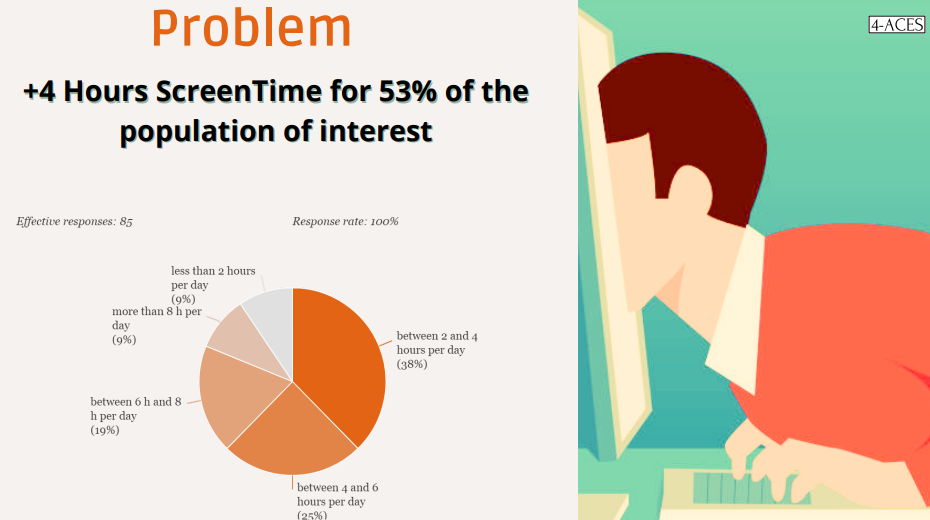 Problem
4-ACES
+4 Hours ScreenTime for 53% of the
population of interest
Effective responses: 85
Response rate: 100%
less than 2 hours
per day
(9%)
more than 8 h per
day
(9%)
between 2 and 4
hours per day
(38%)
between 6 h and 8
h per day
(19%)
between 4 and 6
hours per day
(25%)